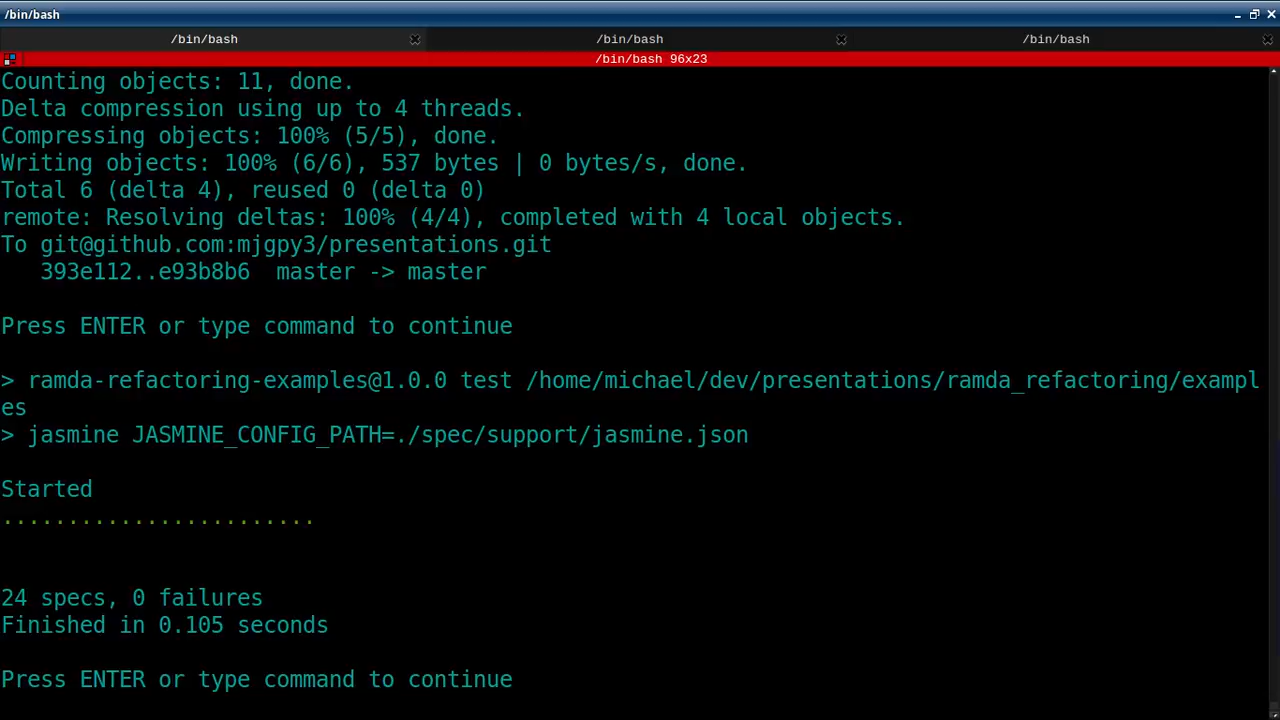 /bin/bash
/bin/bash /bin/bash /bin/bash
/bin/bash 96x23
Counting objects: 11, done.
Delta compression using up to 4 threads.
Compressing objects: 100% (5/5), done.
Writing objects: 100% (6/6), 537 bytes | 0 bytes/s, done.
Total 6 (delta 4), reused 0 (delta 0)
remote: Resolving deltas: 100% (4/4), completed with 4 local objects.
To git@github.com:mjgpy3/presentations.git
   393e112..e93b8b6  master -> master
Press ENTER or type command to continue
> ramda-refactoring-examples@1.0.0 test /home/michael/dev/presentations/ramda_refactoring/exampl
es
> jasmine JASMINE_CONFIG_PATH=./spec/support/jasmine.json
Started
........................
24 specs, 0 failures
Finished in 0.105 seconds
Press ENTER or type command to continue